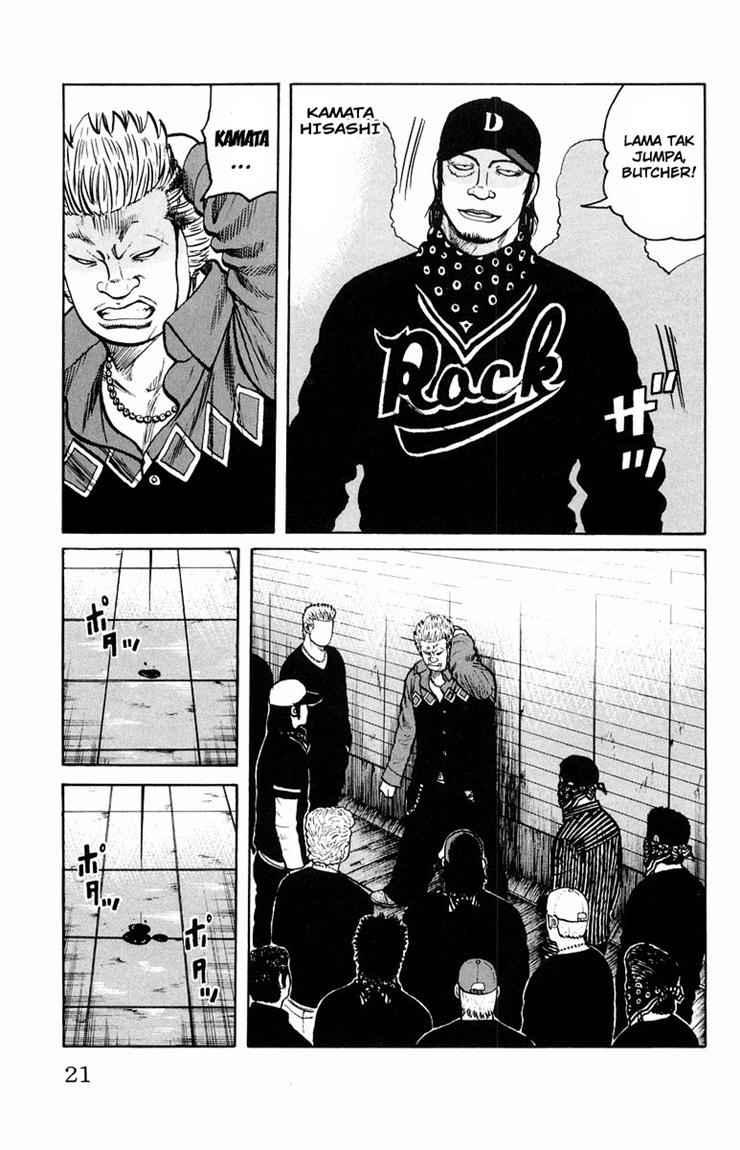 LAMA TAK
JUMPA,
BUTCHER!
KAMATA
HISASHI
D
Rock
ザッ
KAMATA
...
ポタッ
ポタッ
ポタッ
21